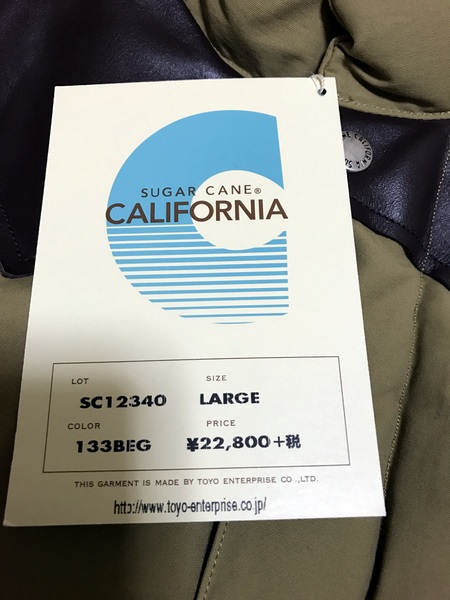 SUGAR CANE®
CALIFORNIA
LOT SIZE
SC12340 LARGE
COLOR PRICE
133BEG ¥22,800+税
THIS GARMENT IS MADE BY TOYO ENTERPRISE CO .,LTD.
http://www.toyo-enterprise.co.jp/